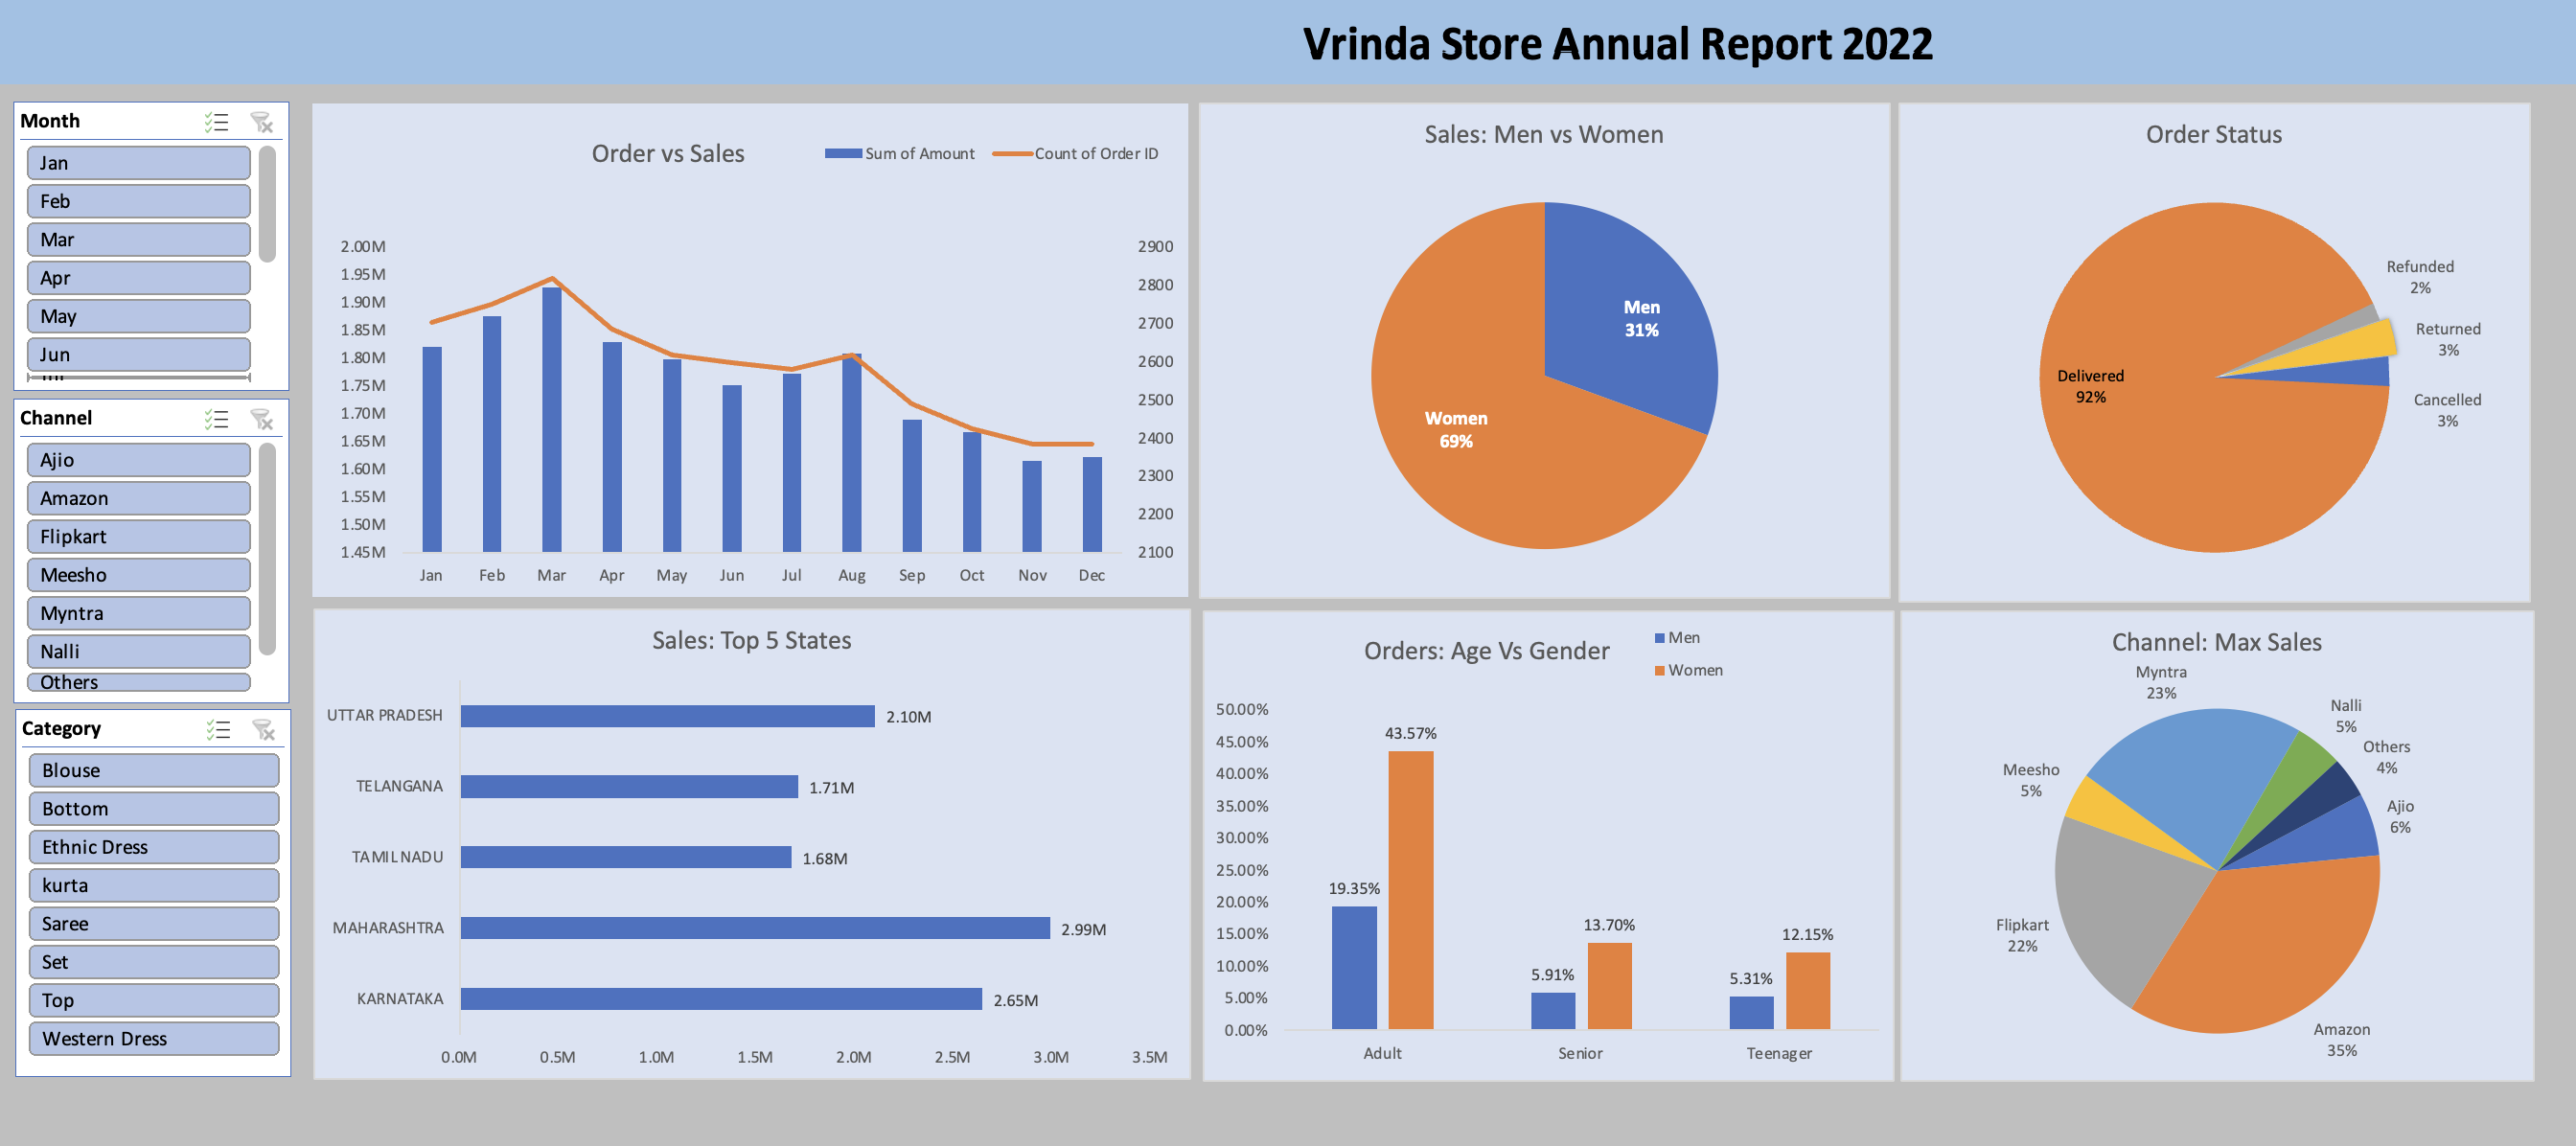 Vrinda Store Annual Report 2022
Month
Jan
Feb
Mar
Apr
May
Jun
Channel
Ajio
Amazon
Flipkart
Meesho
Myntra
Nalli
Others
Category
Blouse
Bottom
Ethnic Dress
kurta
Saree
Set
Top
Western Dress
Order vs Sales
Sum of Amount
Count of Order ID
2.00M
1.95M
1.90M
1.85M
1.80M
1.75M
1.70M
1.65M
1.60M
1.55M
1.50M
1.45M
2900
2800
2700
2600
2500
2400
2300
2200
2100
Jan Feb Mar Apr May Jun Jul Aug Sep Oct Nov Dec
Sales: Men vs Women
Men
31%
Women
69%
Order Status
Refunded
2%
Returned
3%
Delivered
92%
Cancelled
3%
Sales: Top 5 States
UTTAR PRADESH 2.10M
TELANGANA 1.71M
TAMIL NADU 1.68M
MAHARASHTRA 2.99M
KARNATAKA 2.65M
0.0M 0.5M 1.0M 1.5M 2.0M 2.5M 3.0M 3.5M
Orders: Age Vs Gender
Men
Women
50.00%
45.00%
40.00%
35.00%
30.00%
25.00%
20.00%
15.00%
10.00%
5.00%
0.00%
19.35%
43.57%
5.91%
13.70%
5.31%
12.15%
Adult Senior Teenager
Channel: Max Sales
Myntra
23%
Nalli
5%
Others
4%
Ajio
6%
Meesho
5%
Flipkart
22%
Amazon
35%